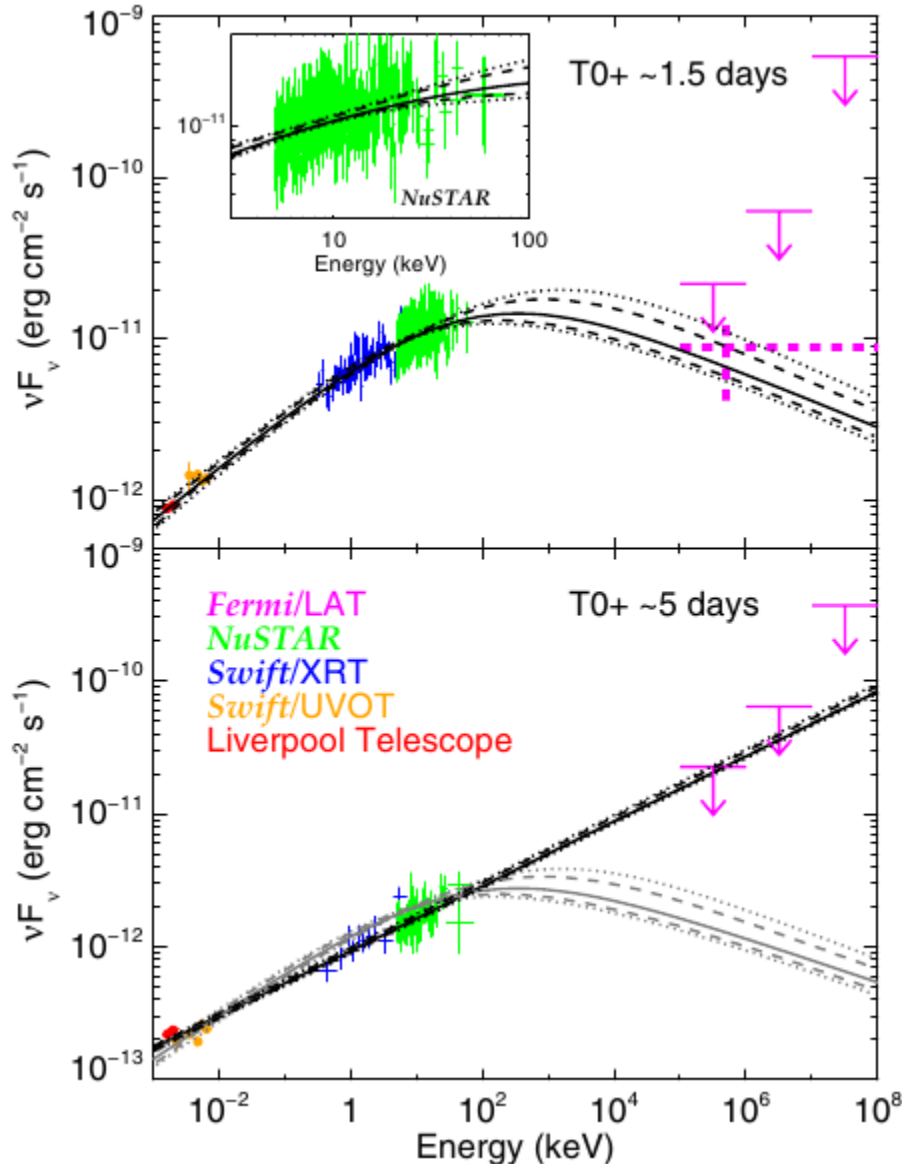 10⁻⁹
T0+ ~1.5 days
10⁻¹¹
NuSTAR
10 100
Energy (keV)
10⁻¹⁰
10⁻¹¹
10⁻¹²
νFν (erg cm⁻² s⁻¹)
10⁻⁹
T0+ ~5 days
Fermi/LAT
NuSTAR
Swift/XRT
Swift/UVOT
Liverpool Telescope
10⁻¹⁰
10⁻¹¹
10⁻¹²
10⁻¹³
νFν (erg cm⁻² s⁻¹)
10⁻² 1 10² 10⁴ 10⁶ 10⁸
Energy (keV)